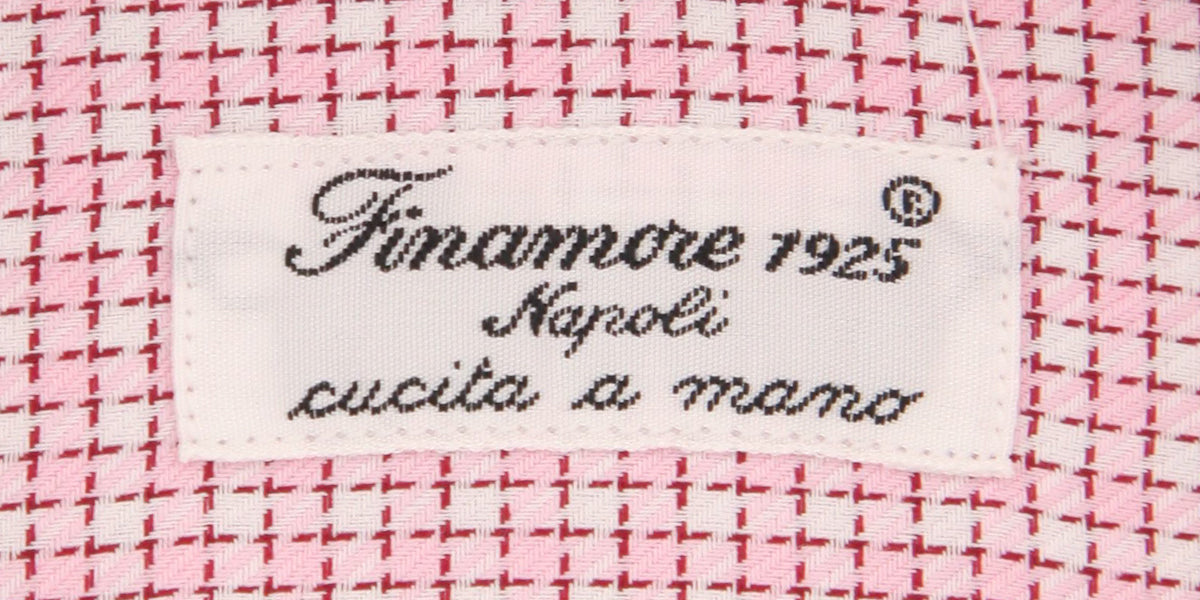 Finamore 1925®
Napoli
cucita a mano